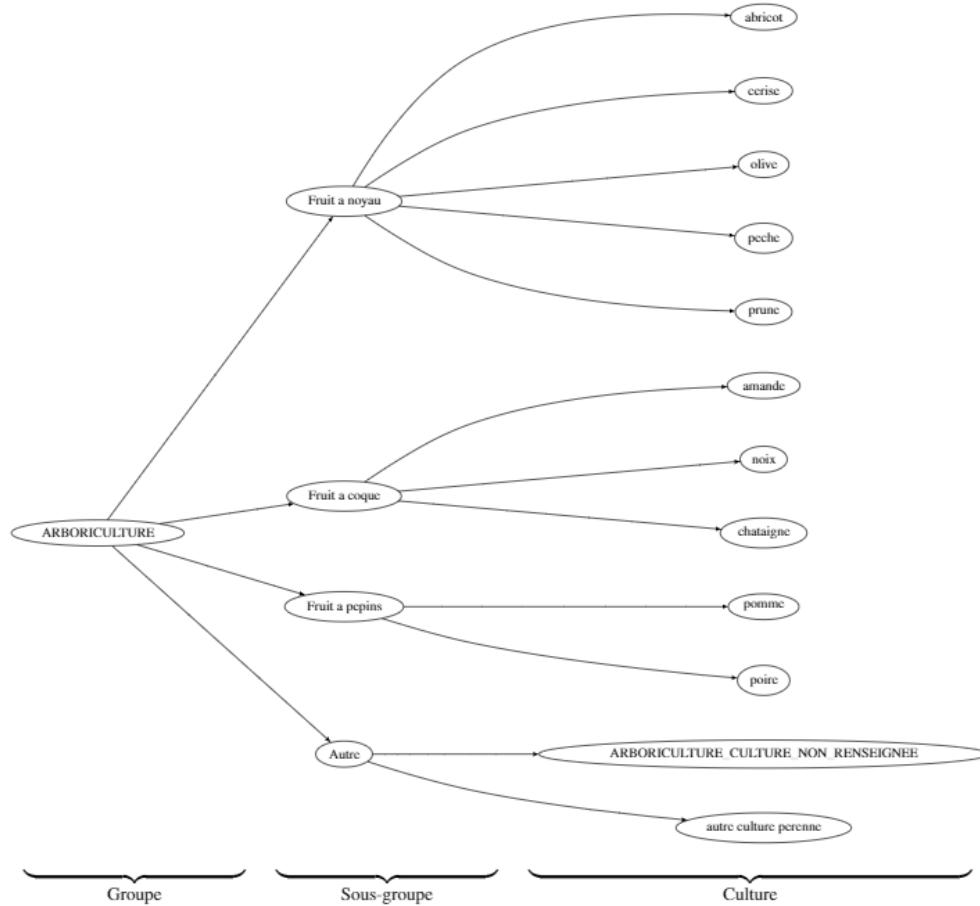 abricot
cerise
olive
Fruit a noyau
peche
prune
amande
noix
Fruit a coque
ARBORICULTURE
chataigne
Fruit a pepins
pomme
poire
Autre
ARBORICULTURE_CULTURE_NON_RENSEIGNEE
autre culture perenne
Groupe
Sous-groupe
Culture